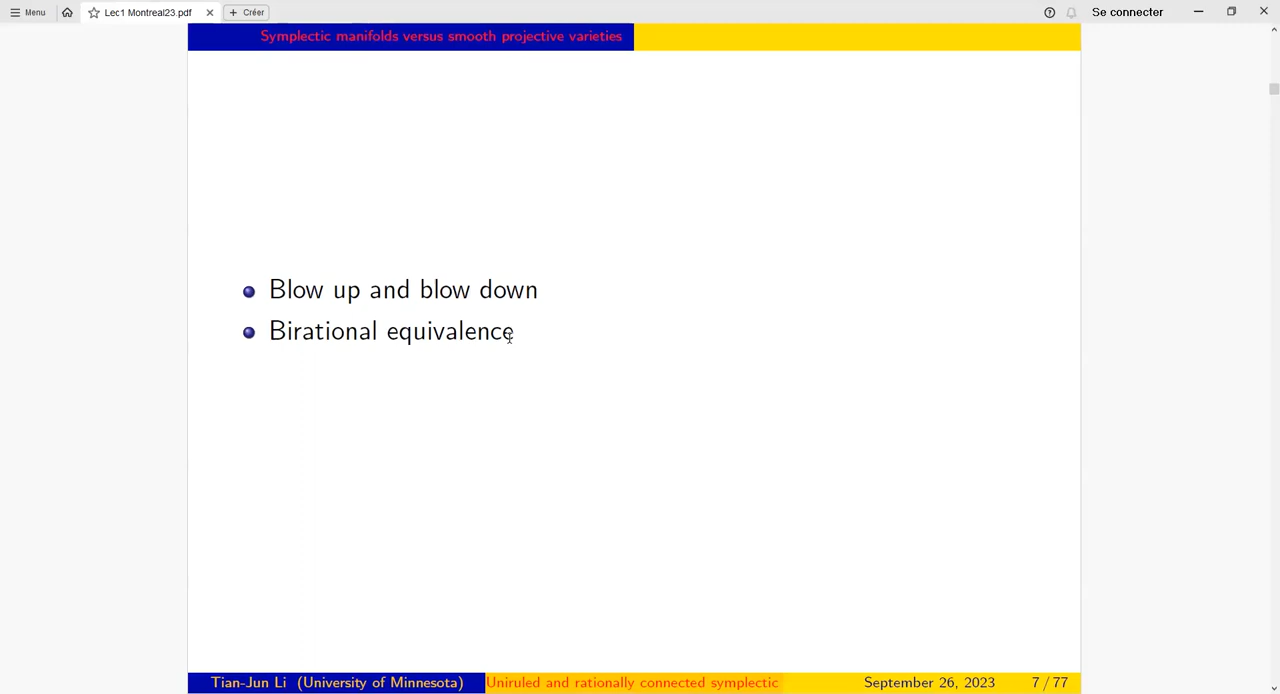 Menu
Lec1 Montreal23.pdf
Créer
Se connecter
Symplectic manifolds versus smooth projective varieties
Blow up and blow down
Birational equivalence
Tian-Jun Li (University of Minnesota) Uniruled and rationally connected symplectic September 26, 2023 7 / 77